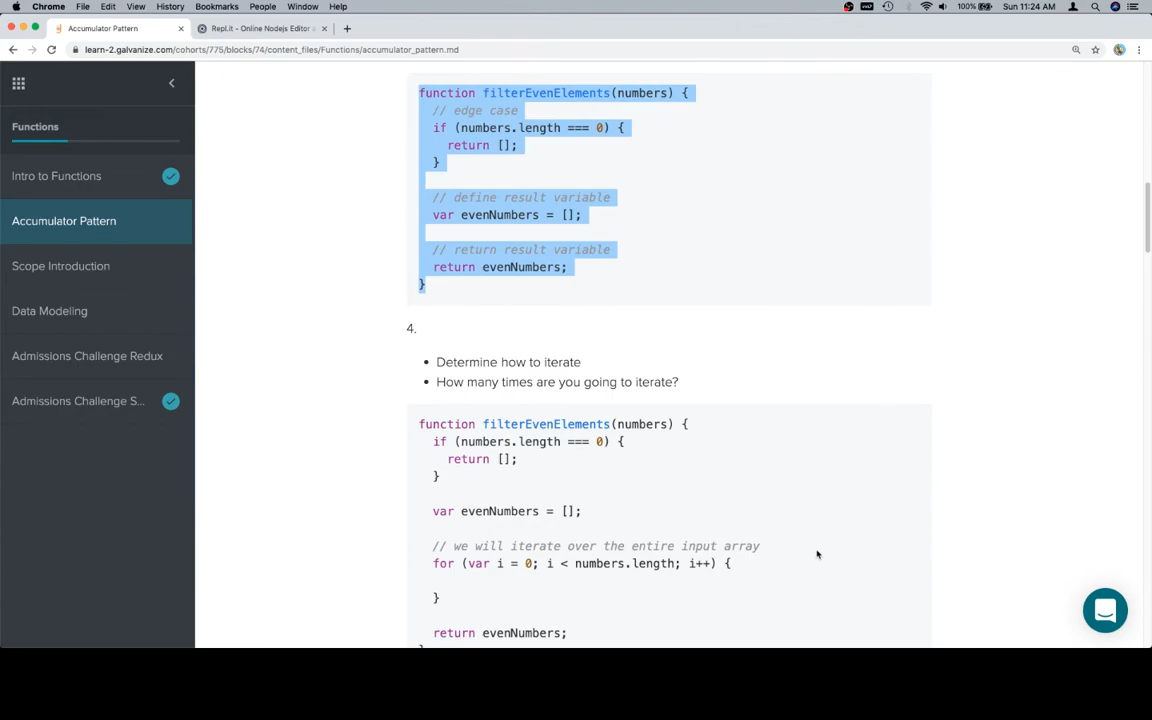 Chrome File Edit View History Bookmarks People Window Help 100% Sun 11:24 AM
Accumulator Pattern × Repl.it - Online Nodejs Editor × +
learn-2.galvanize.com/cohorts/775/blocks/74/content_files/Functions/accumulator_pattern.md
Functions
Intro to Functions
Accumulator Pattern
Scope Introduction
Data Modeling
Admissions Challenge Redux
Admissions Challenge S...
function filterEvenElements(numbers) {
// edge case
if (numbers.length === 0) {
return [];
}
// define result variable
var evenNumbers = [];
// return result variable
return evenNumbers;
}
4.
• Determine how to iterate
• How many times are you going to iterate?
function filterEvenElements(numbers) {
if (numbers.length === 0) {
return [];
}
var evenNumbers = [];
// we will iterate over the entire input array
for (var i = 0; i < numbers.length; i++) {
}
return evenNumbers;